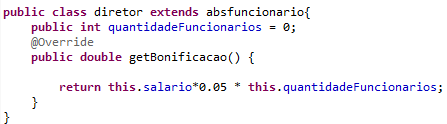 public class diretor extends absfuncionario{
    public int quantidadeFuncionarios = 0;
    @Override
    public double getBonificacao() {
        return this.salario*0.05 * this.quantidadeFuncionarios;
    }
}